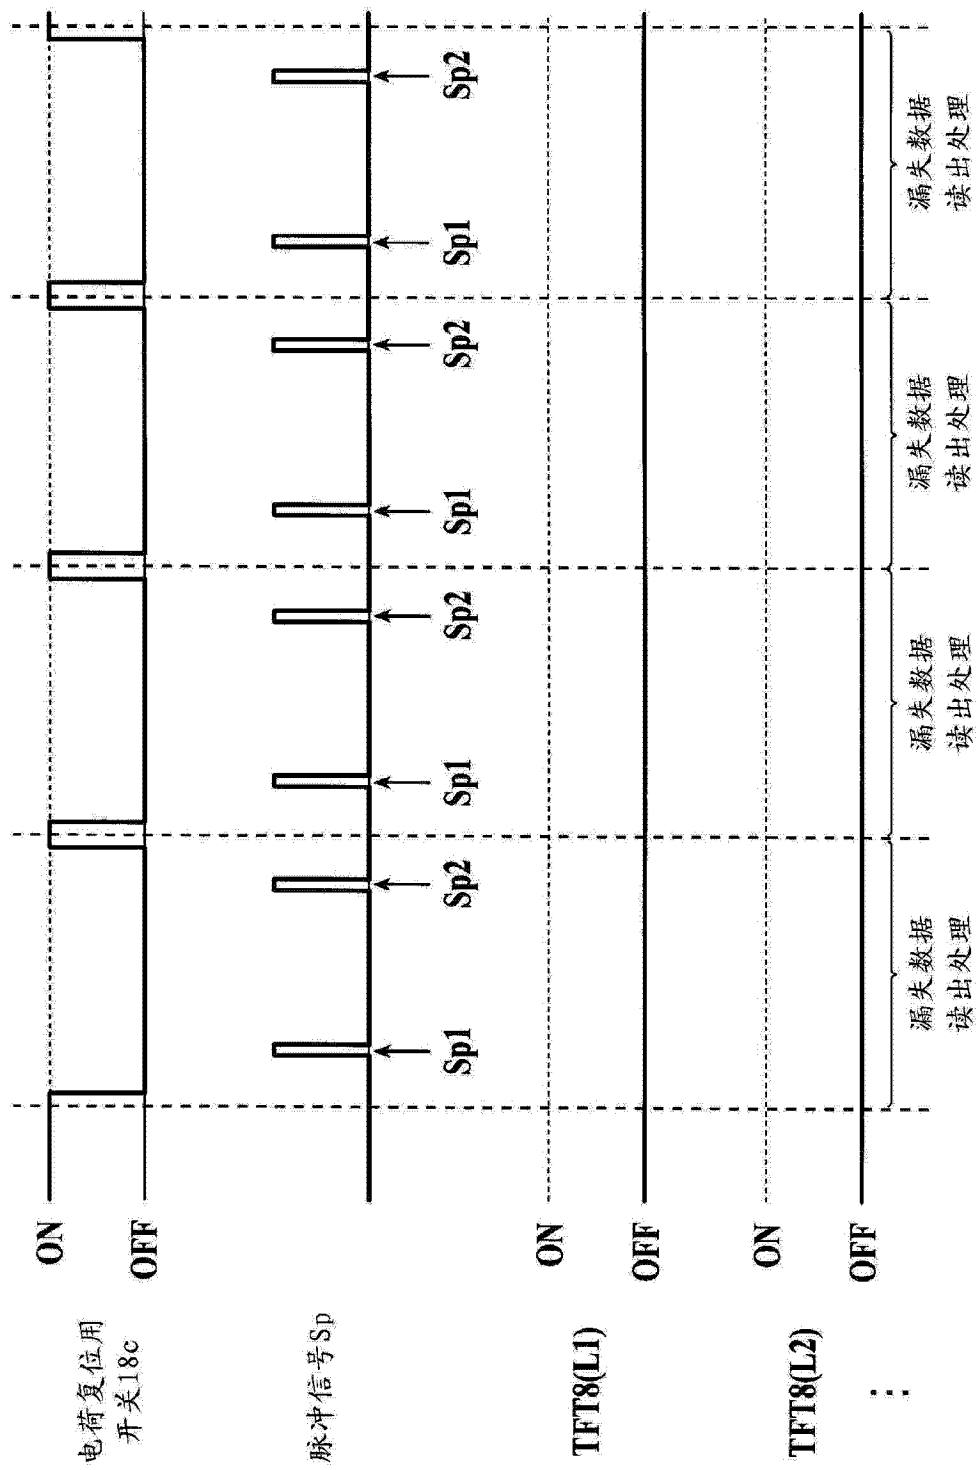 电荷复位用
开关18c
ON
OFF
脉冲信号Sp
Sp1
Sp2
Sp1
Sp2
Sp1
Sp2
Sp1
Sp2
TFT8(L1)
ON
OFF
TFT8(L2)
ON
OFF
⋮
漏失数据
读出处理
漏失数据
读出处理
漏失数据
读出处理
漏失数据
读出处理